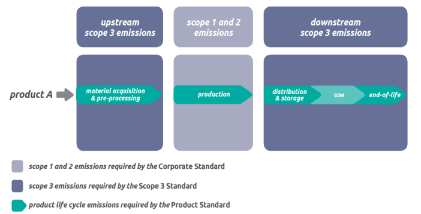 upstream
scope 3 emissions
scope 1 and 2
emissions
downstream
scope 3 emissions
product A
material acquisition
& pre-processing
production
distribution
& storage
use
end-of-life
scope 1 and 2 emissions required by the Corporate Standard
scope 3 emissions required by the Scope 3 Standard
product life cycle emissions required by the Product Standard